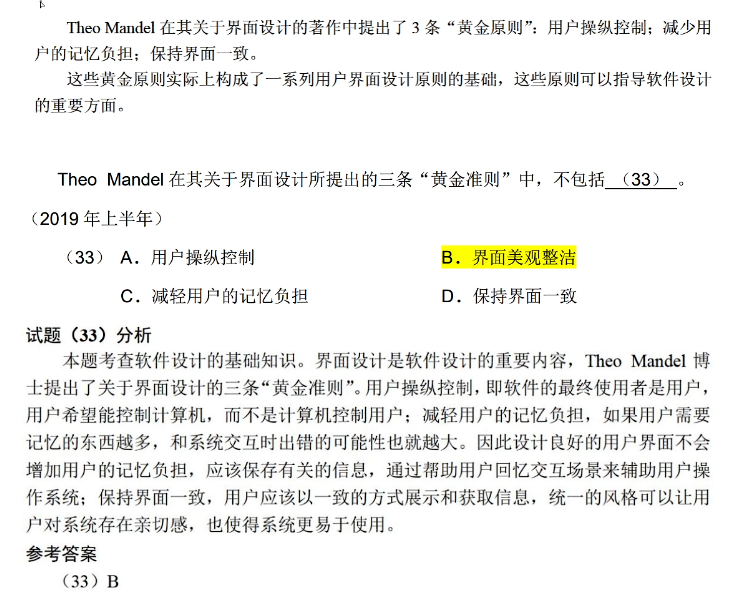 Theo Mandel 在其关于界面设计的著作中提出了 3 条“黄金原则”：用户操纵控制；减少用
户的记忆负担；保持界面一致。
这些黄金原则实际上构成了一系列用户界面设计原则的基础，这些原则可以指导软件设计
的重要方面。
Theo Mandel 在其关于界面设计所提出的三条“黄金准则”中，不包括 （33） 。
（2019 年上半年）
（33） A．用户操纵控制 B．界面美观整洁
C．减轻用户的记忆负担 D．保持界面一致
试题（33）分析
本题考查软件设计的基础知识。界面设计是软件设计的重要内容，Theo Mandel 博
士提出了关于界面设计的三条“黄金准则”。用户操纵控制，即软件的最终使用者是用户，
用户希望能控制计算机，而不是计算机控制用户；减轻用户的记忆负担，如果用户需要
记忆的东西越多，和系统交互时出错的可能性也就越大。因此设计良好的用户界面不会
增加用户的记忆负担，应该保存有关的信息，通过帮助用户回忆交互场景来辅助用户操
作系统；保持界面一致，用户应该以一致的方式展示和获取信息，统一的风格可以让用
户对系统存在亲切感，也使得系统更易于使用。
参考答案
（33）B